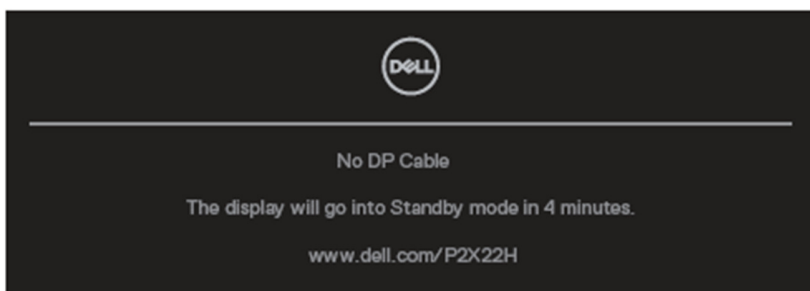 DELL
No DP Cable
The display will go into Standby mode in 4 minutes.
www.dell.com/P2X22H